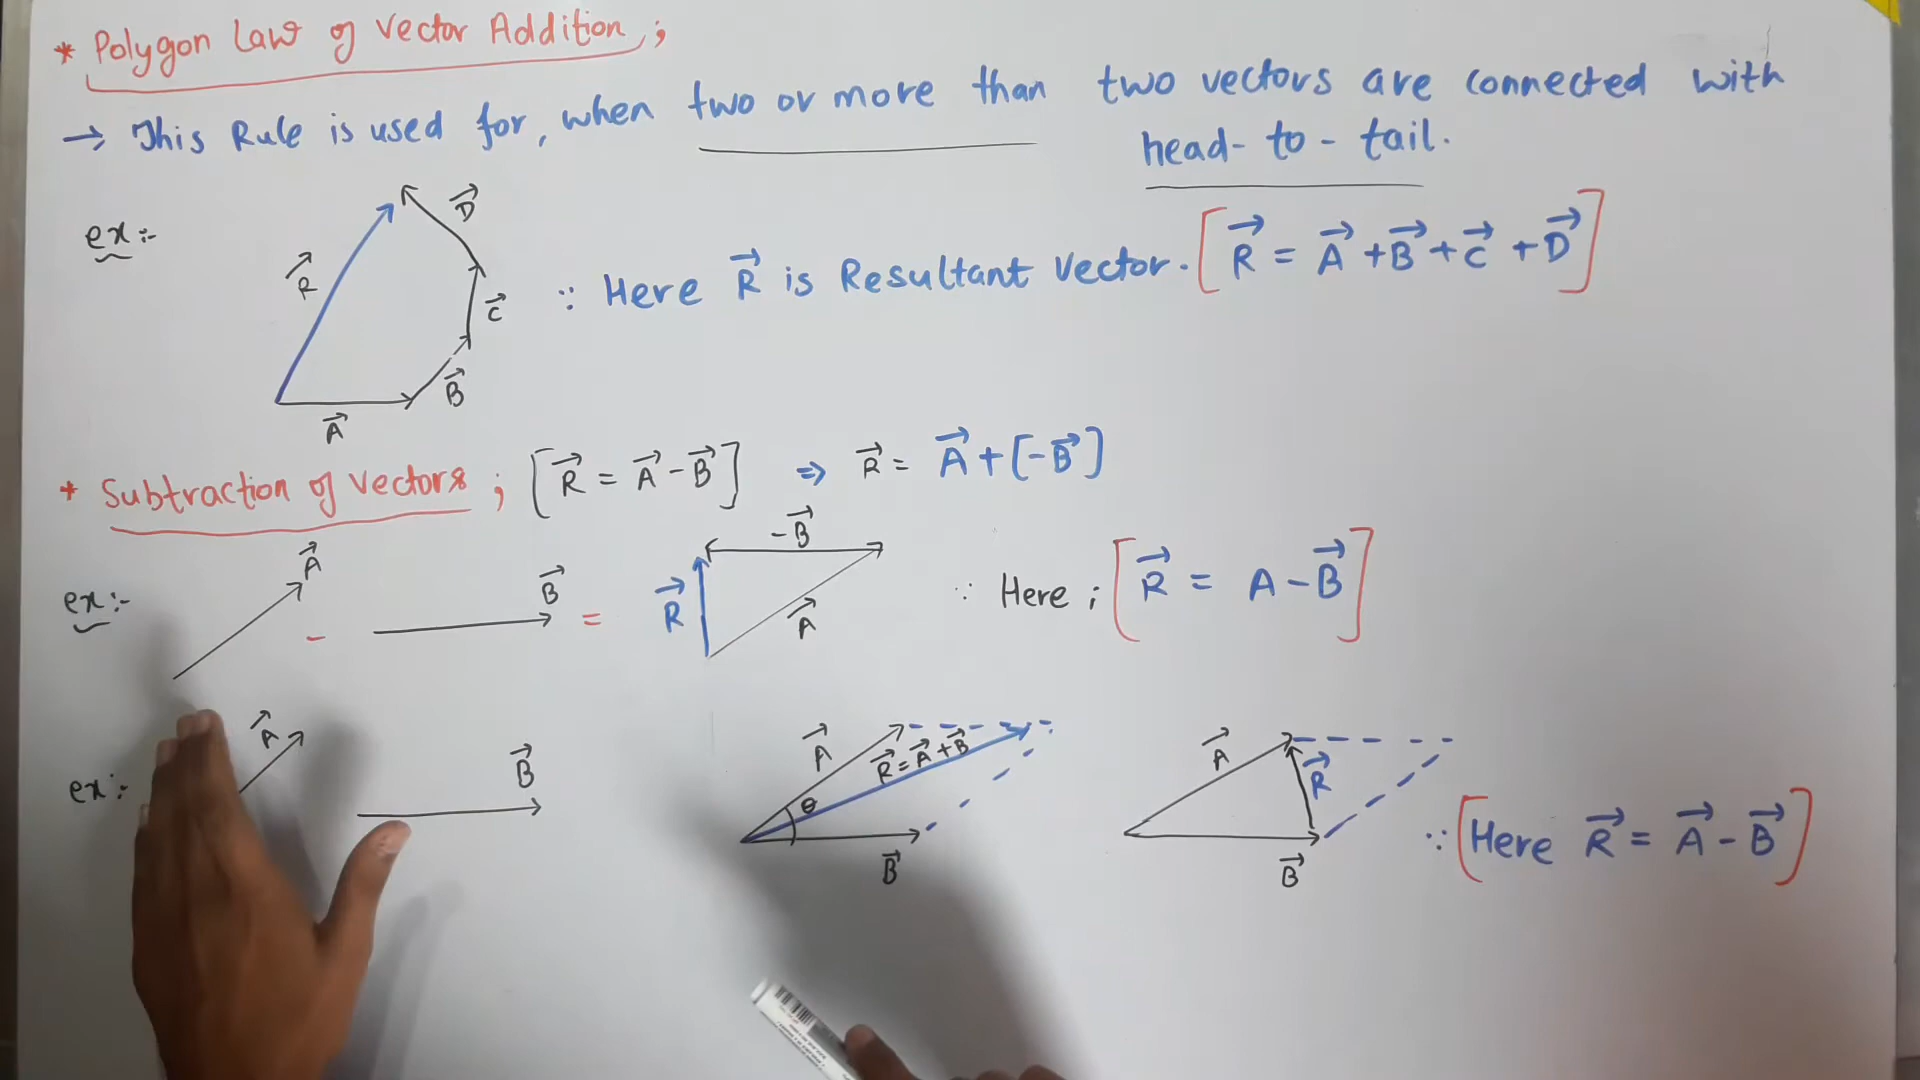 * Polygon Law of Vector Addition ;
→ This Rule is used for, when two or more than two vectors are connected with
head-to-tail.
ex:-
R⃗
D⃗
C⃗
B⃗
A⃗
∵ Here R⃗ is Resultant Vector. [R⃗ = A⃗ + B⃗ + C⃗ + D⃗]
* Subtraction of Vectors ; [R⃗ = A⃗ - B⃗] ⇒ R⃗ = A⃗ + [-B⃗]
ex:-
A⃗
-
B⃗
=
-B⃗
R⃗
A⃗
∵ Here ; [R⃗ = A - B⃗]
ex:-
A⃗
B⃗
A⃗
R⃗ = A⃗ + B⃗
θ
B⃗
A⃗
R⃗
B⃗
∵ [Here R⃗ = A⃗ - B⃗]